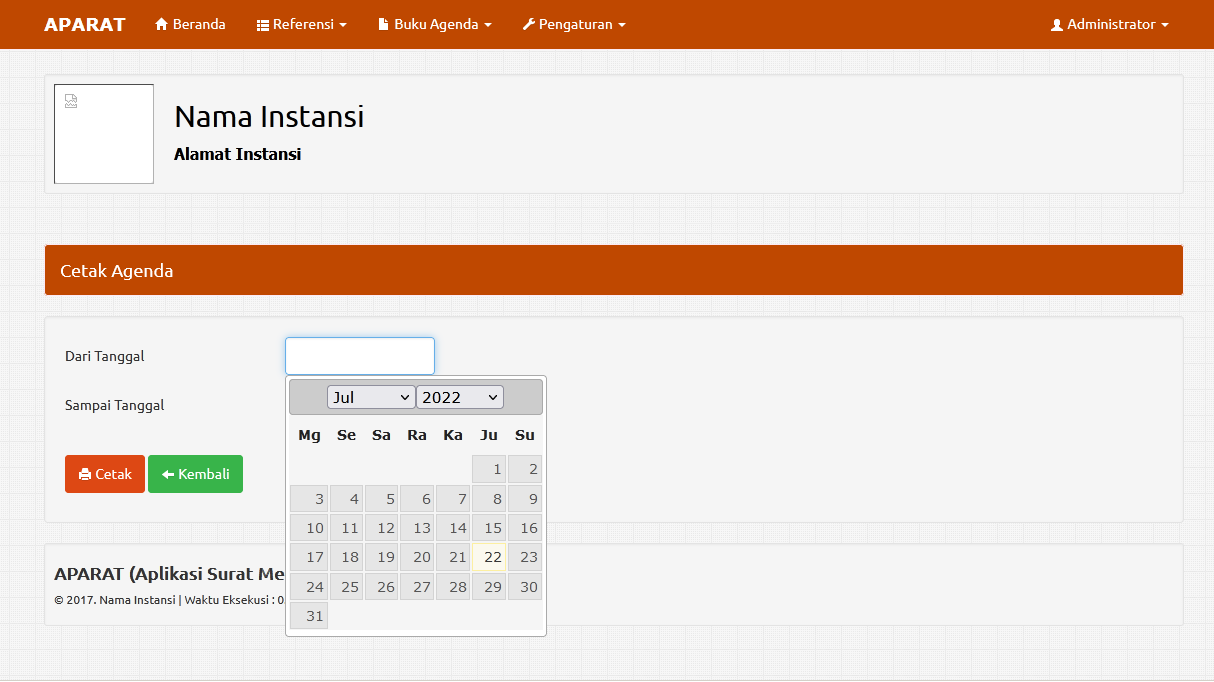 APARAT Beranda Referensi Buku Agenda Pengaturan Administrator
Nama Instansi
Alamat Instansi
Cetak Agenda
Dari Tanggal
Jul 2022
Sampai Tanggal
Mg Se Sa Ra Ka Ju Su
1 2
Cetak Kembali
3 4 5 6 7 8 9
10 11 12 13 14 15 16
17 18 19 20 21 22 23
24 25 26 27 28 29 30
31
APARAT (Aplikasi Surat Me
© 2017. Nama Instansi | Waktu Eksekusi : 0